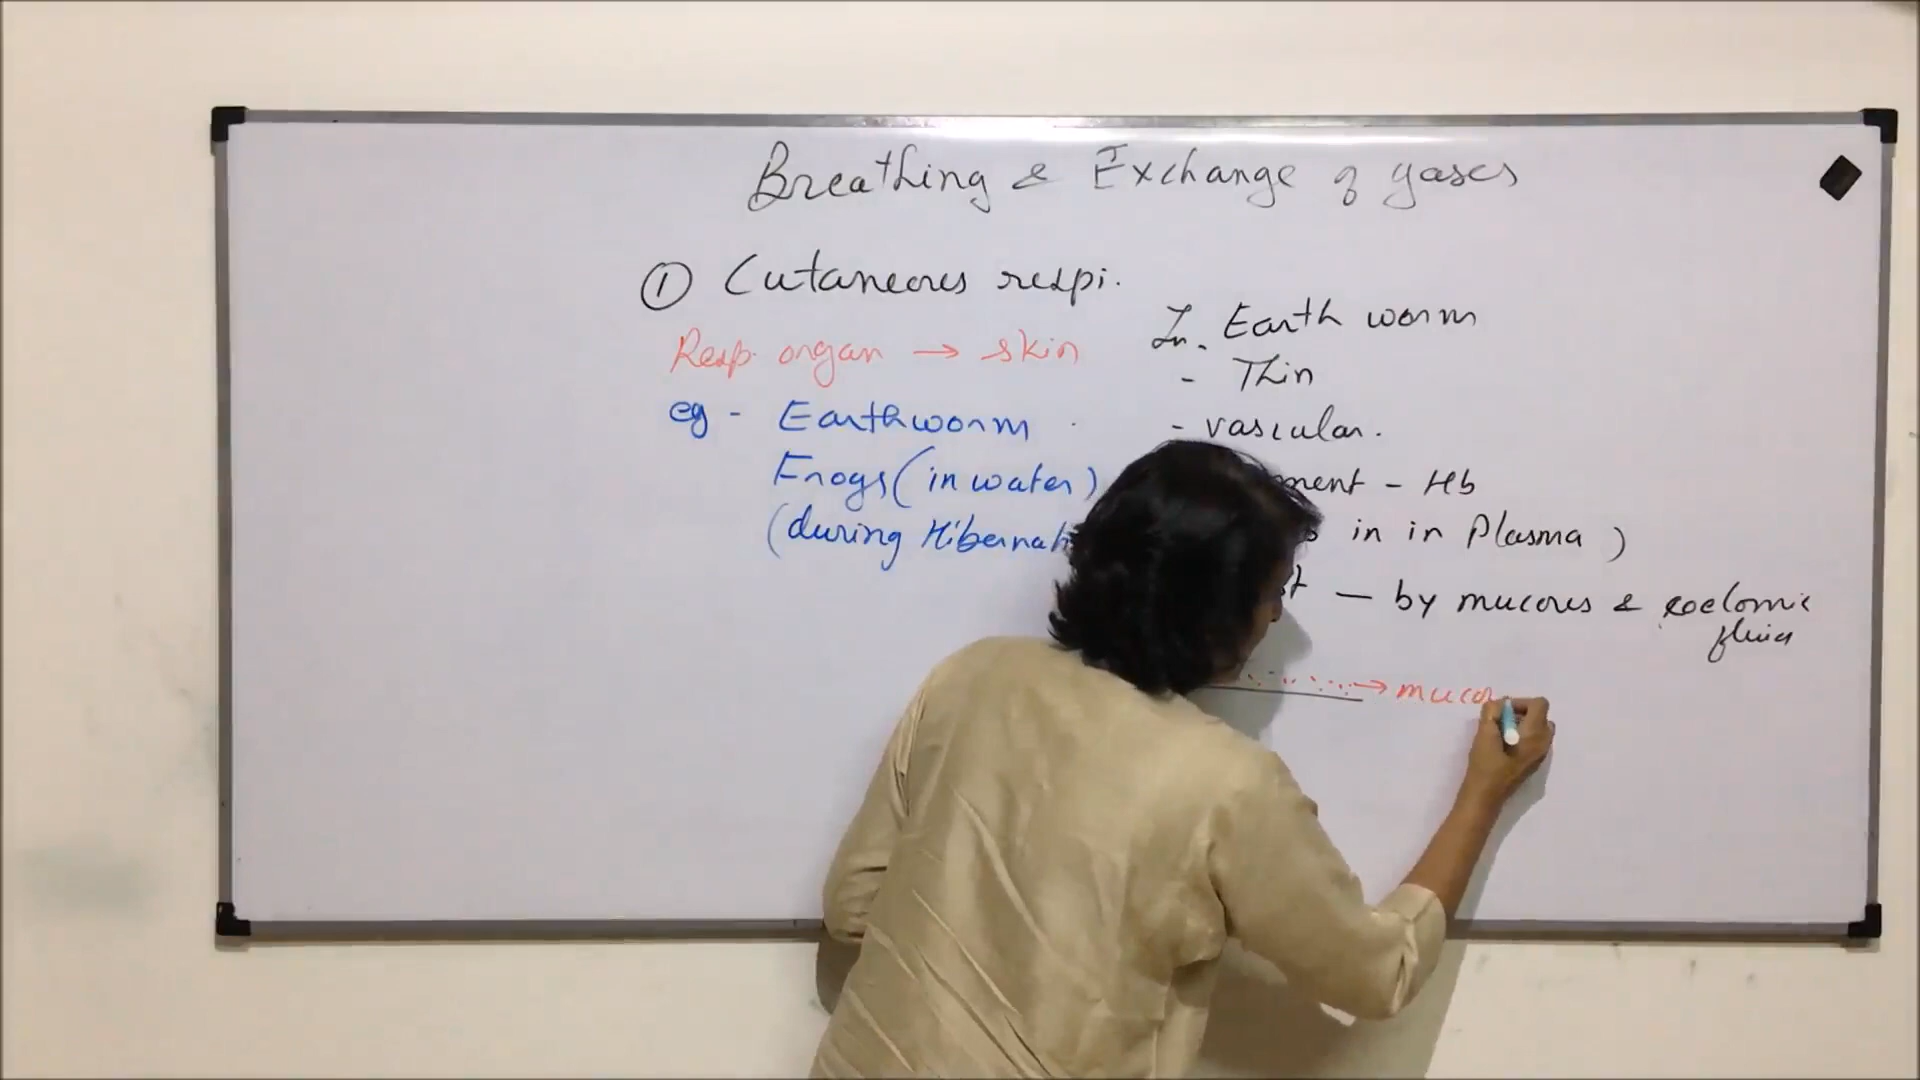 Breathing & Exchange of gases
① Cutaneous respi.
Resp. organ → skin
eg - Earthworm
Frogs (in water)
(during Hibernati
In. Earth worm
- Thin
- vascular.
ment - Hb
in in Plasma )
— by mucous & coelomic
fluid
→ mucou